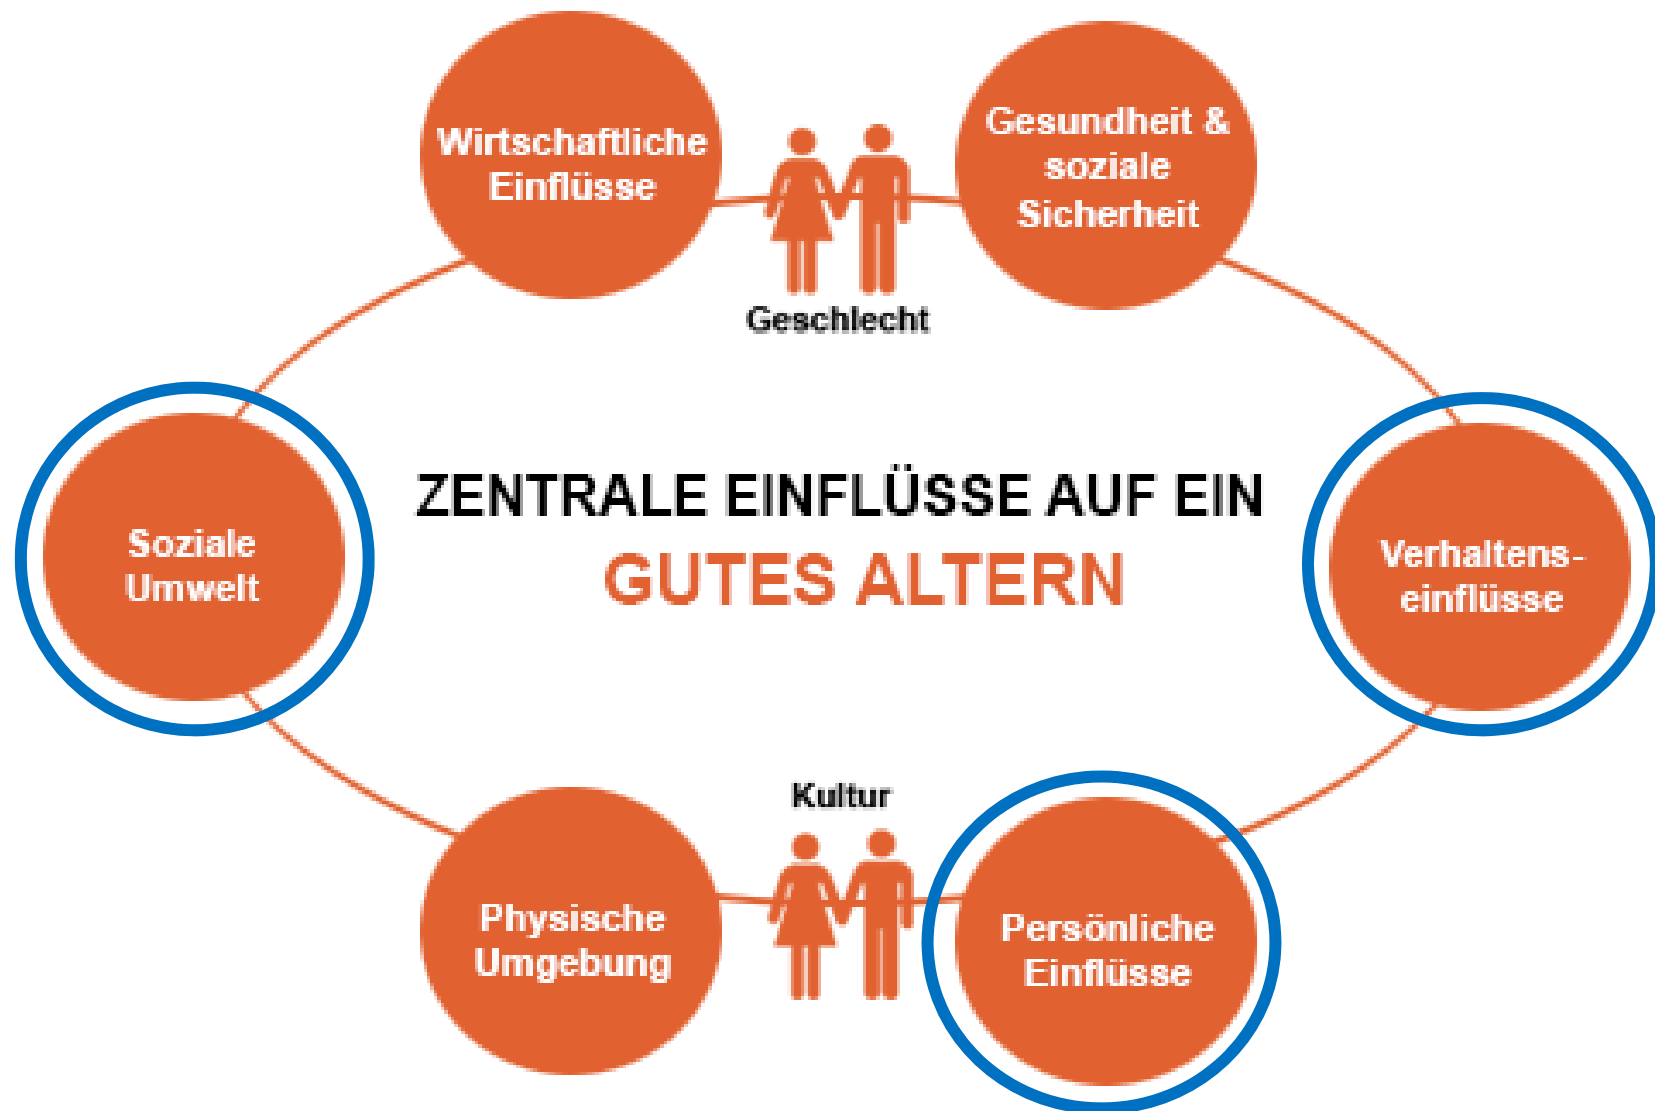 Wirtschaftliche
Einflüsse
Gesundheit &
soziale
Sicherheit
Geschlecht
Soziale
Umwelt
ZENTRALE EINFLÜSSE AUF EIN
GUTES ALTERN
Verhaltens-
einflüsse
Kultur
Physische
Umgebung
Persönliche
Einflüsse